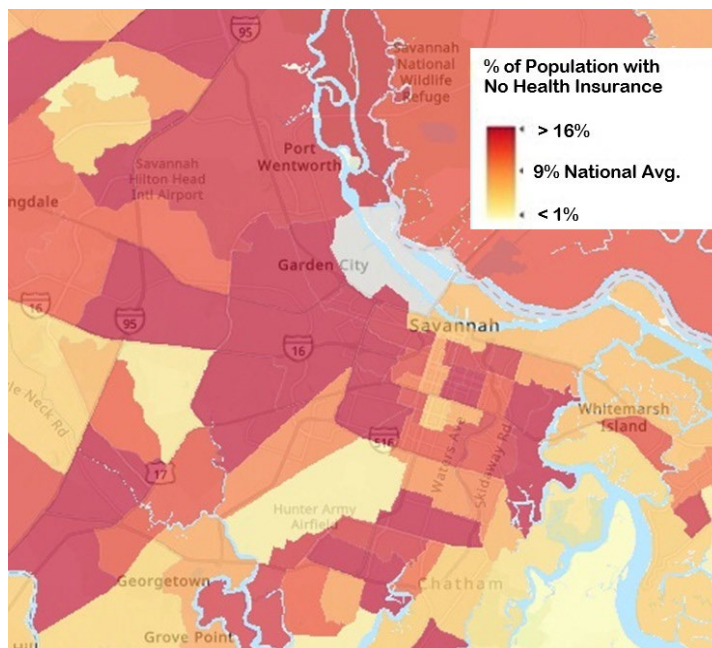 95
Savannah
National
Wildlife
Refuge
% of Population with
No Health Insurance
> 16%
9% National Avg.
< 1%
Port
Wentworth
Savannah
Hilton Head
Intl Airport
ngdale
Garden City
16
95
Savannah
16
le Neck Rd
Whitemarsh
Island
516
Waters Ave
Skidaway Rd
17
Hunter Army
Airfield
Georgetown
Chatham
Grove Point
Hill